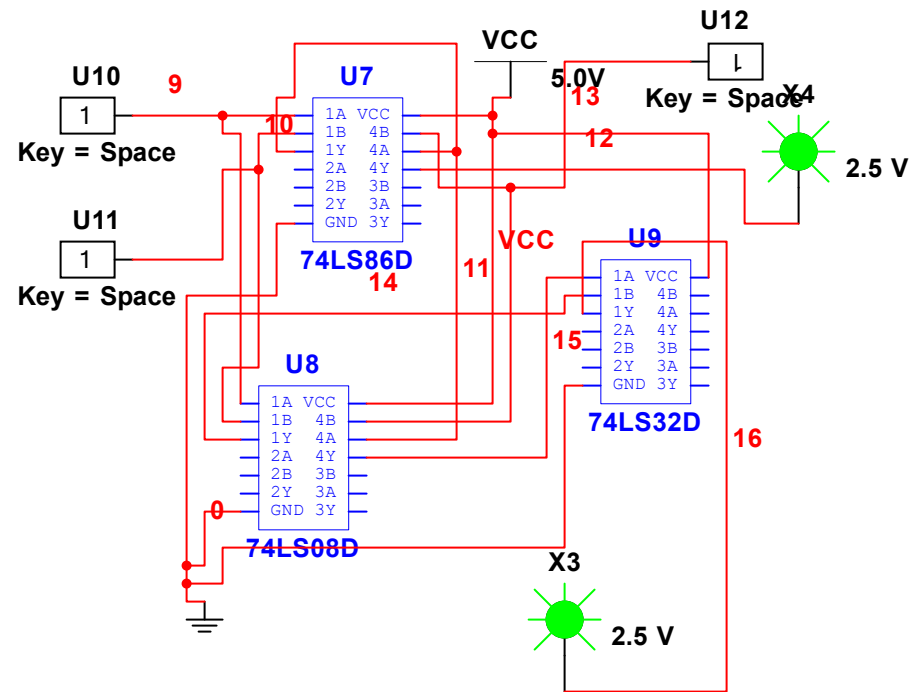 U12
VCC
U10
9
U7
5.0V
13
1
Key = Space
X4
1
10
1A VCC
1B 4B
1Y 4A
2A 4Y
2B 3B
2Y 3A
GND 3Y
12
Key = Space
2.5 V
U11
1
Key = Space
VCC
U9
74LS86D
11
14
1A VCC
1B 4B
1Y 4A
2A 4Y
2B 3B
2Y 3A
GND 3Y
15
U8
1A VCC
1B 4B
1Y 4A
2A 4Y
2B 3B
2Y 3A
GND 3Y
74LS32D
16
0
74LS08D
X3
2.5 V